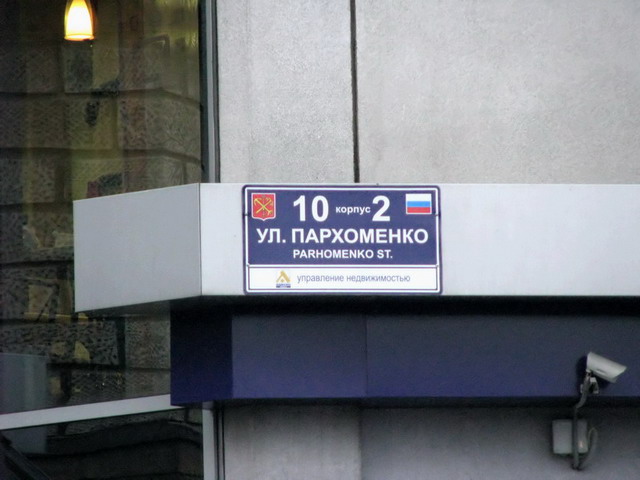 10 корпус 2
УЛ. ПАРХОМЕНКО
PARHOMENKO ST.
управление недвижимостью